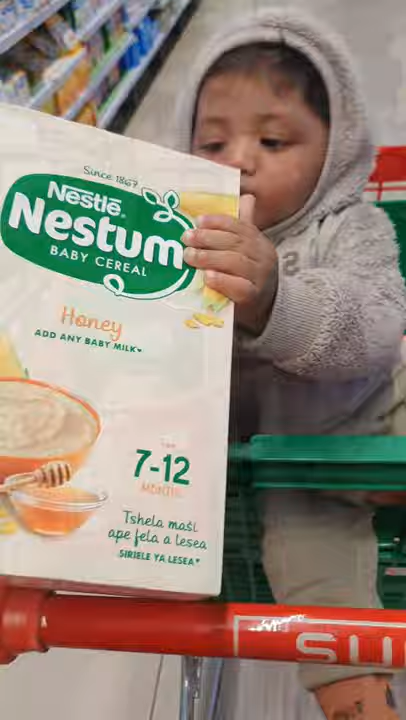 Since 1867
Nestlē
Nestum
BABY CEREAL
Honey
ADD ANY BABY MILK
7-12
MONTHS
Tshela maši
ape fela a lesea
SIRIELE YA LESEA*
SU